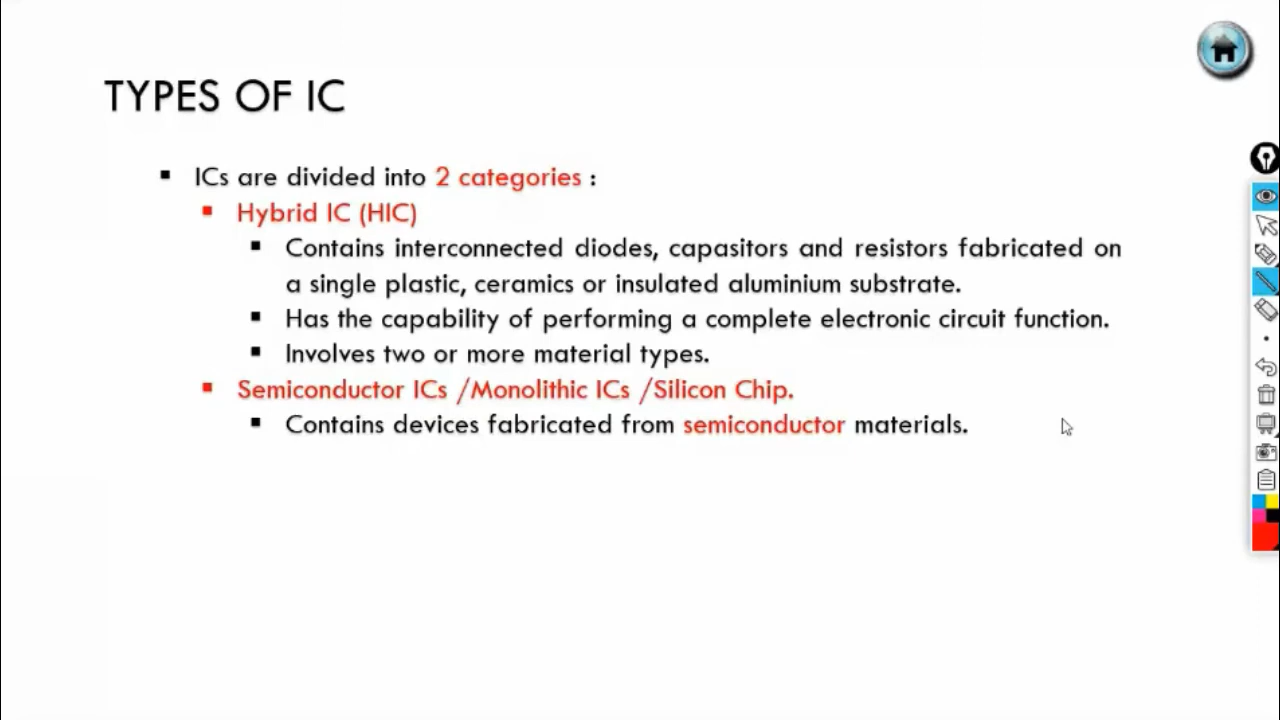 TYPES OF IC
▪ ICs are divided into 2 categories :
▪ Hybrid IC (HIC)
▪ Contains interconnected diodes, capasitors and resistors fabricated on
a single plastic, ceramics or insulated aluminium substrate.
▪ Has the capability of performing a complete electronic circuit function.
▪ Involves two or more material types.
▪ Semiconductor ICs /Monolithic ICs /Silicon Chip.
▪ Contains devices fabricated from semiconductor materials.